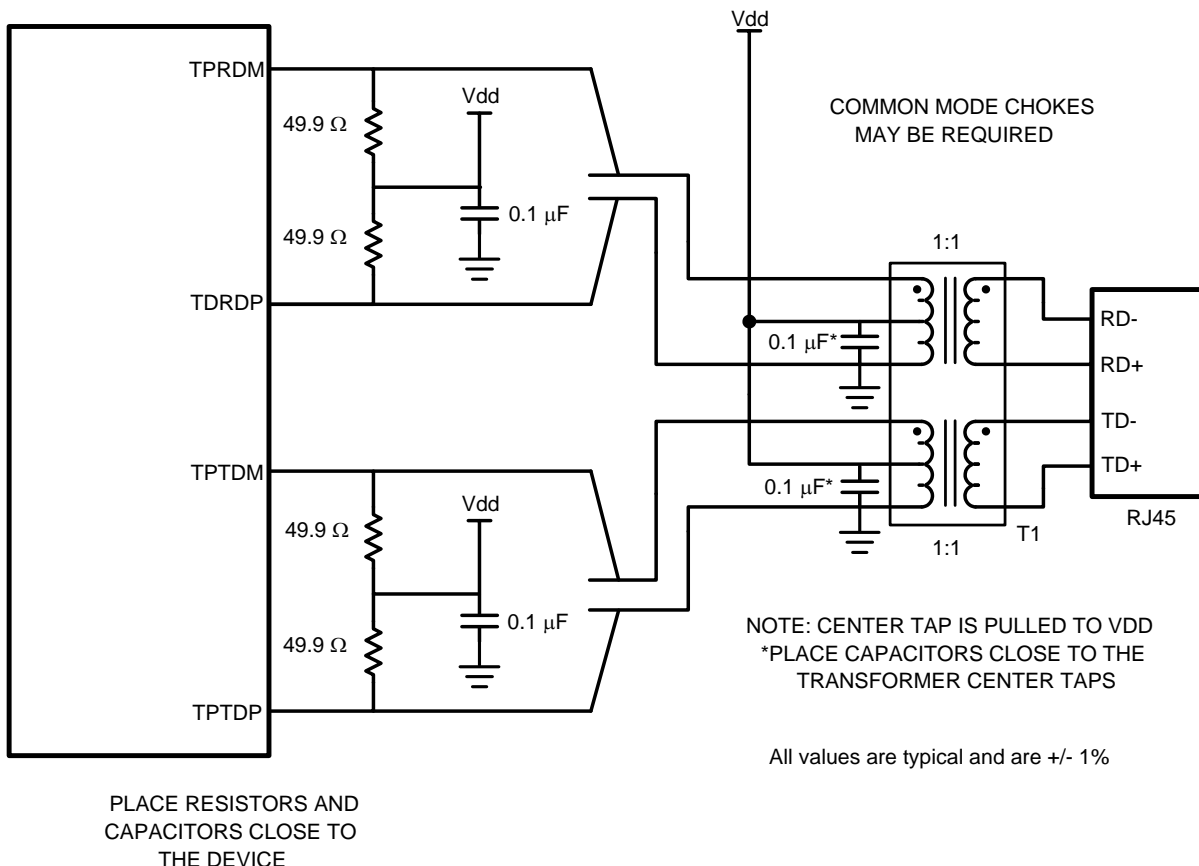 Vdd
TPRDM
Vdd
49.9 Ω
COMMON MODE CHOKES
MAY BE REQUIRED
0.1 μF
49.9 Ω
1:1
TDRDP
RD-
0.1 μF*
RD+
TD-
TPTDM
TD+
0.1 μF*
Vdd
RJ45
49.9 Ω
T1
1:1
0.1 μF
NOTE: CENTER TAP IS PULLED TO VDD
*PLACE CAPACITORS CLOSE TO THE
TRANSFORMER CENTER TAPS
49.9 Ω
TPTDP
All values are typical and are +/- 1%
PLACE RESISTORS AND
CAPACITORS CLOSE TO
THE DEVICE